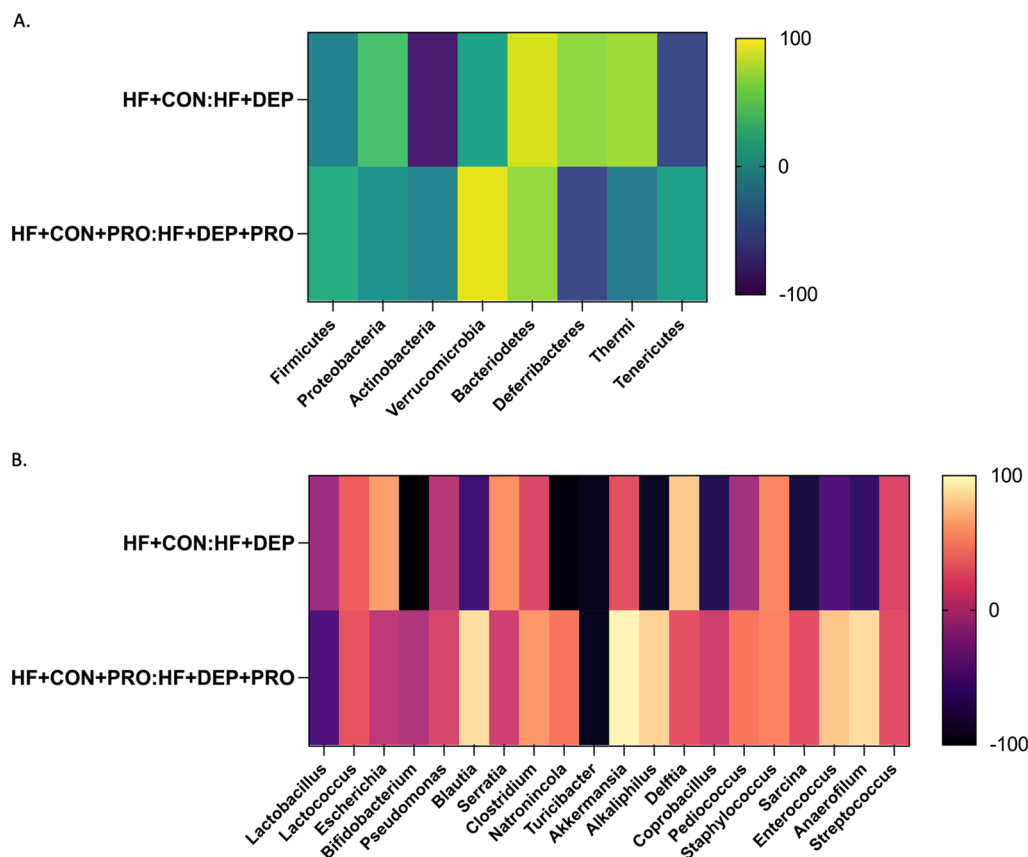 A.
HF+CON:HF+DEP
HF+CON+PRO:HF+DEP+PRO
100
0
-100
Firmicutes
Proteobacteria
Actinobacteria
Verrucomicrobia
Bacteriodetes
Deferribacteres
Thermi
Tenericutes
B.
HF+CON:HF+DEP
HF+CON+PRO:HF+DEP+PRO
100
0
-100
Lactobacillus
Lactococcus
Escherichia
Bifidobacterium
Pseudomonas
Blautia
Serratia
Clostridium
Natronincola
Turicibacter
Akkermansia
Alkaliphilus
Delftia
Coprobacillus
Pediococcus
Staphylococcus
Sarcina
Enterococcus
Anaerofilum
Streptococcus